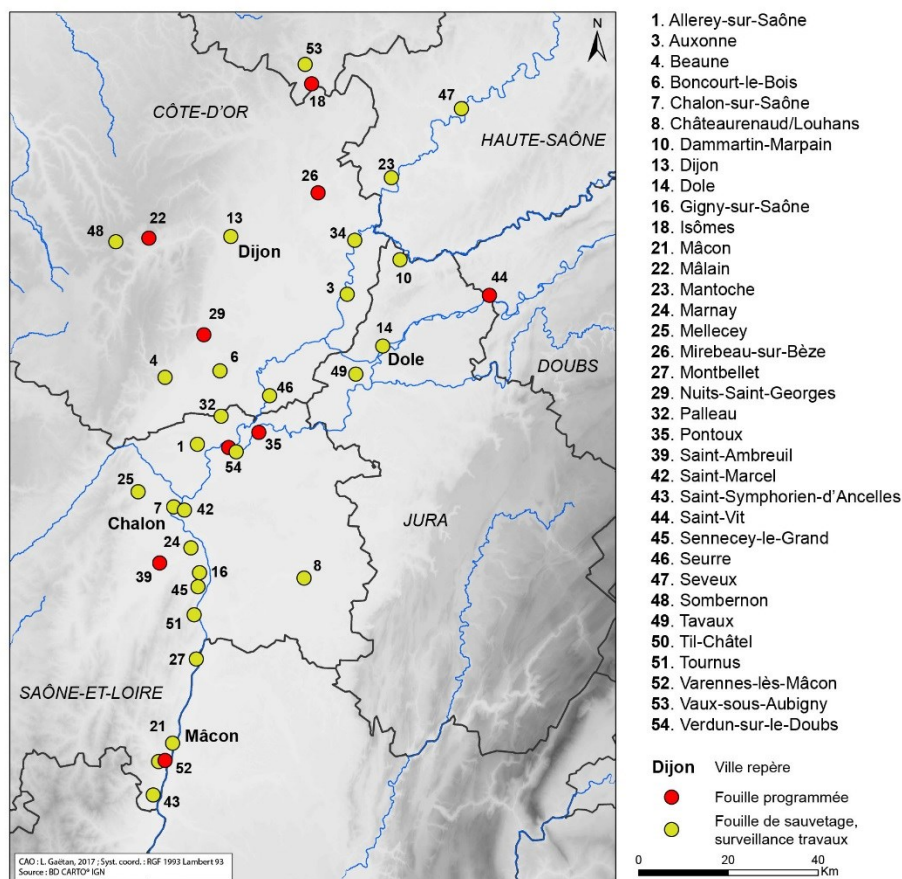 53
18
47
CÔTE-D'OR
HAUTE-SAÔNE
N
23
26
48
22
13
Dijon
34
10
3
44
29
14
Dole
4
6
49
DOUBS
46
32
35
1
54
25
7
42
Chalon
JURA
24
39
16
8
45
51
27
SAÔNE-ET-LOIRE
21
Mâcon
52
43
CAO : L. Gaëtan, 2017 ; Syst. coord. : RGF 1993 Lambert 93
Source : BD CARTO® IGN
1. Allerey-sur-Saône
3. Auxonne
4. Beaune
6. Boncourt-le-Bois
7. Chalon-sur-Saône
8. Châteaurenaud/Louhans
10. Dammartin-Marpain
13. Dijon
14. Dole
16. Gigny-sur-Saône
18. Isômes
21. Mâcon
22. Mâlain
23. Mantoche
24. Marnay
25. Mellecey
26. Mirebeau-sur-Bèze
27. Montbellet
29. Nuits-Saint-Georges
32. Palleau
35. Pontoux
39. Saint-Ambreuil
42. Saint-Marcel
43. Saint-Symphorien-d'Ancelles
44. Saint-Vit
45. Sennecey-le-Grand
46. Seurre
47. Seveux
48. Sombernon
49. Tavaux
50. Til-Châtel
51. Tournus
52. Varennes-lès-Mâcon
53. Vaux-sous-Aubigny
54. Verdun-sur-le-Doubs
Dijon Ville repère
Fouille programmée
Fouille de sauvetage,
surveillance travaux
0 20 40
Km